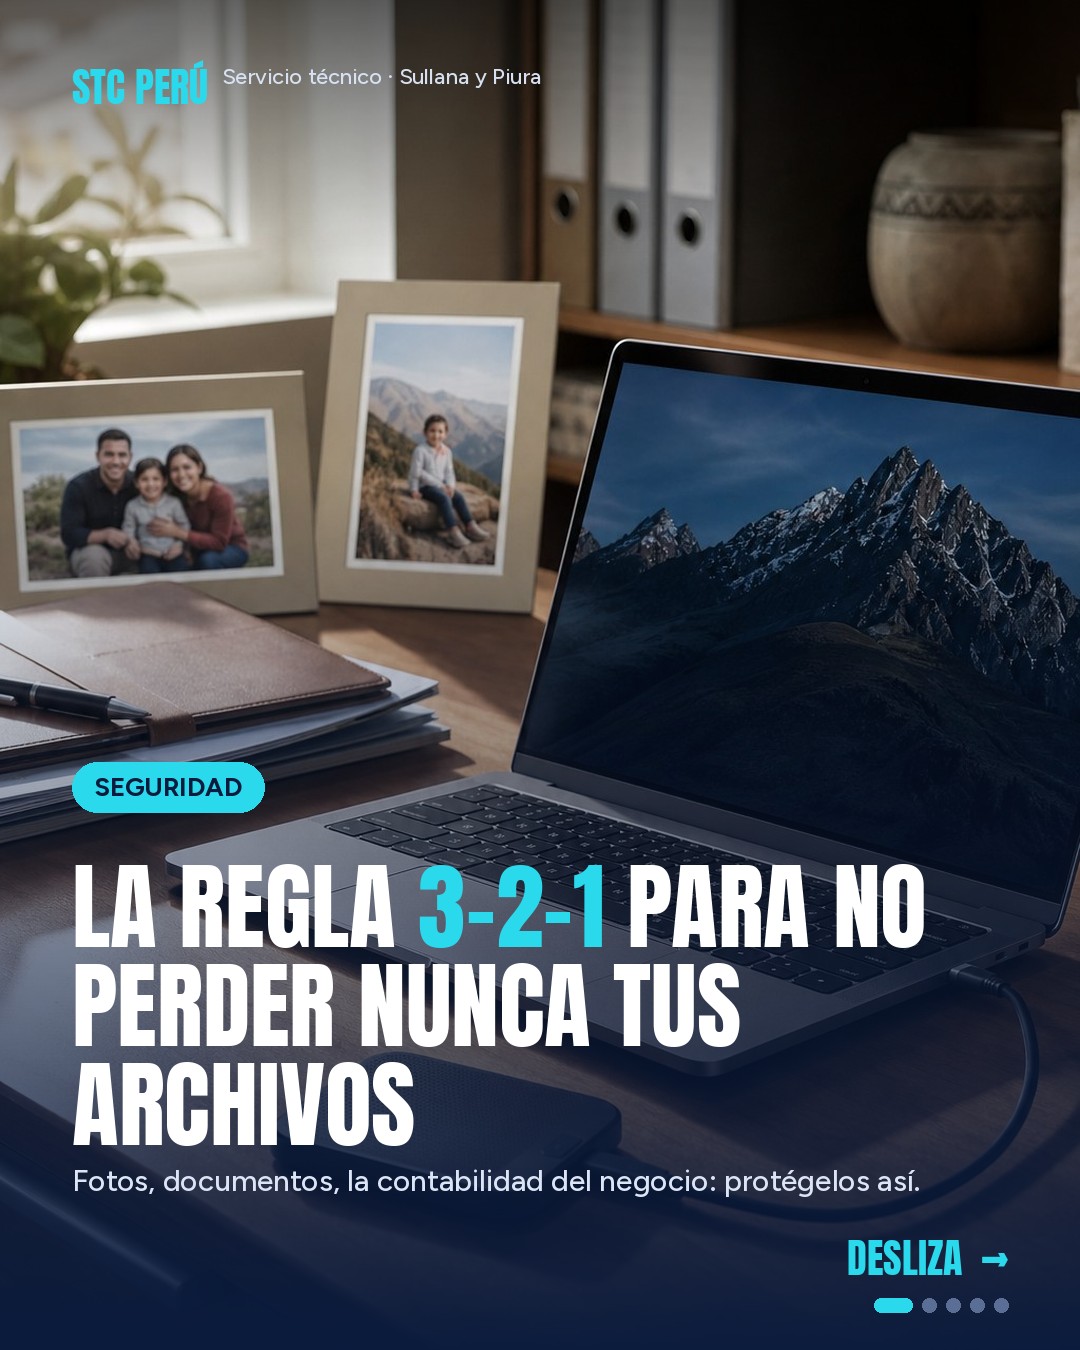 STC PERÚ Servicio técnico · Sullana y Piura
SEGURIDAD
LA REGLA 3-2-1 PARA NO
PERDER NUNCA TUS
ARCHIVOS
Fotos, documentos, la contabilidad del negocio: protégelos así.
DESLIZA →